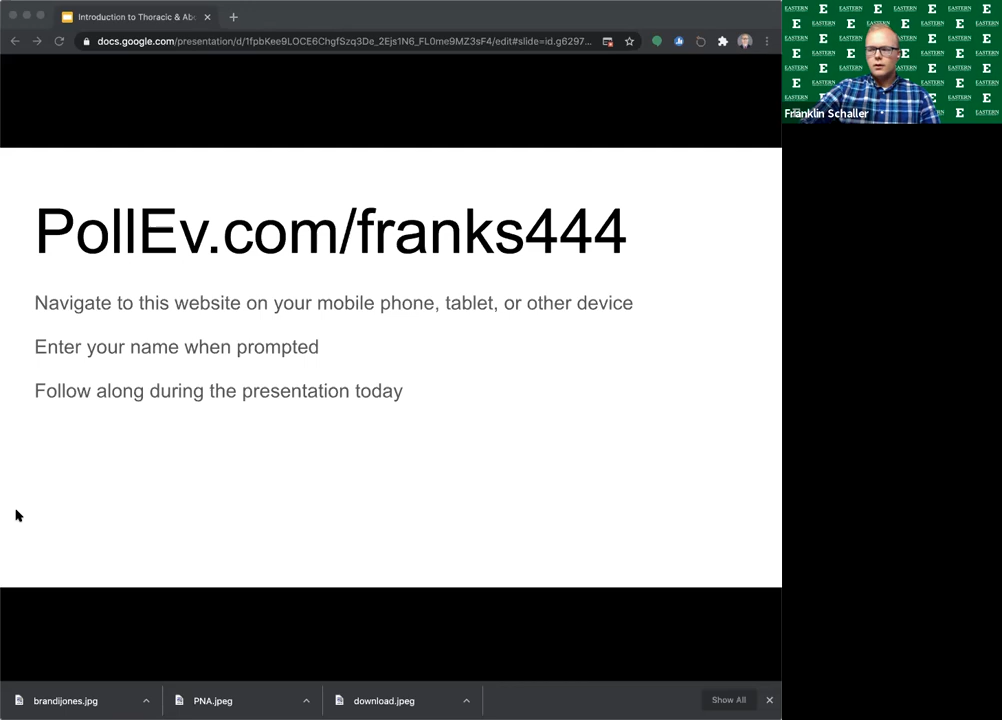 Introduction to Thoracic & Ab
docs.google.com/presentation/d/1fpbKee9LOCE6ChgfSzq3De_2Ejs1N6_FL0me9MZ3sF4/edit#slide=id.g6297...
PollEv.com/franks444
Navigate to this website on your mobile phone, tablet, or other device
Enter your name when prompted
Follow along during the presentation today
brandijones.jpg
PNA.jpeg
download.jpeg
Show All
EASTERN
E
Franklin Schaller